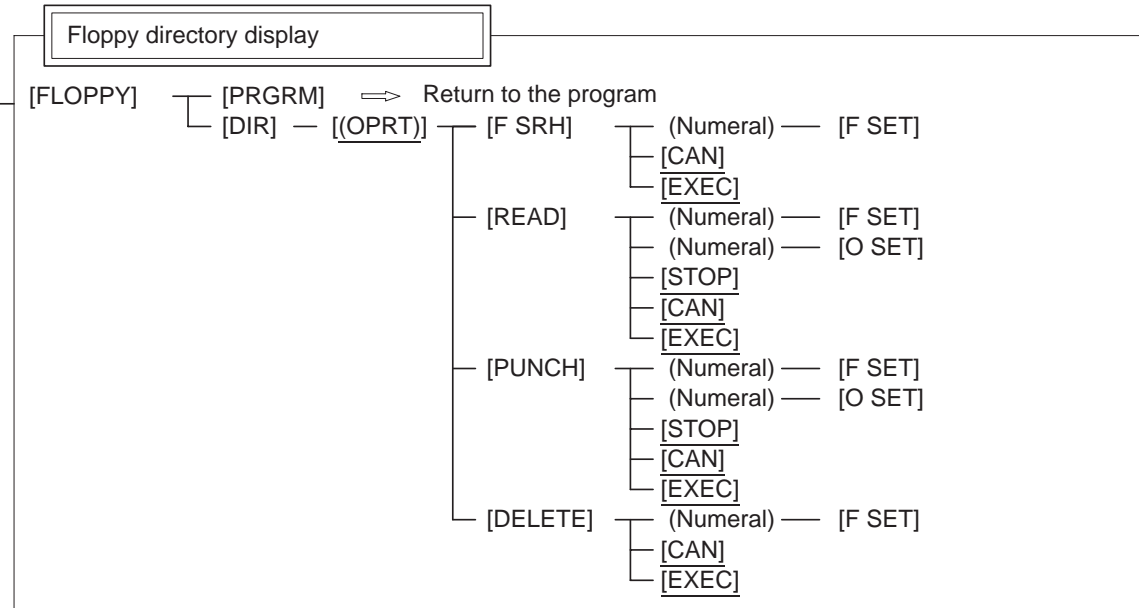 Floppy directory display
[FLOPPY] [PRGRM] Return to the program
[DIR] [(OPRT)] [F SRH] (Numeral) [F SET]
[CAN]
[EXEC]
[READ] (Numeral) [F SET]
(Numeral) [O SET]
[STOP]
[CAN]
[EXEC]
[PUNCH] (Numeral) [F SET]
(Numeral) [O SET]
[STOP]
[CAN]
[EXEC]
[DELETE] (Numeral) [F SET]
[CAN]
[EXEC]